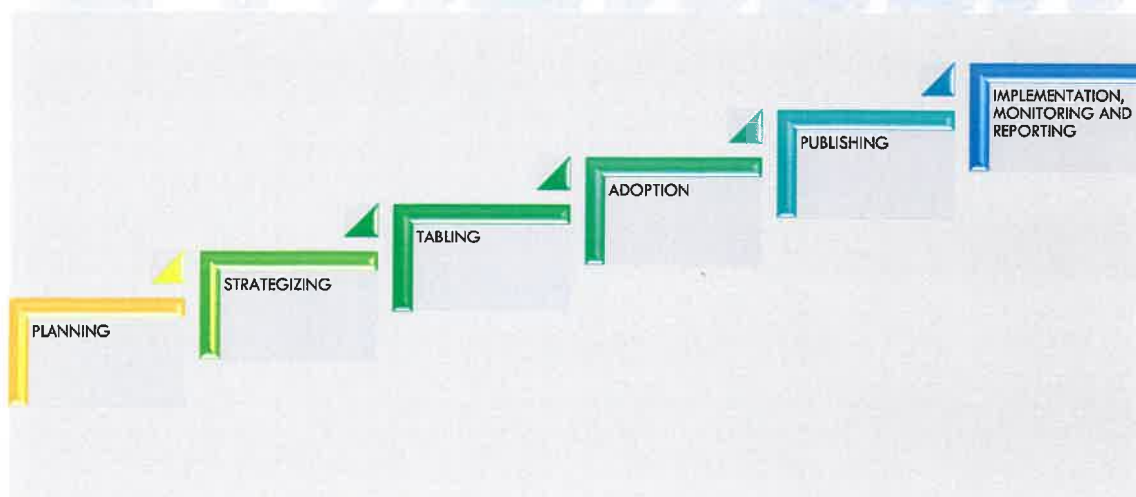 PLANNING
STRATEGIZING
TABLING
ADOPTION
PUBLISHING
IMPLEMENTATION,
MONITORING AND
REPORTING